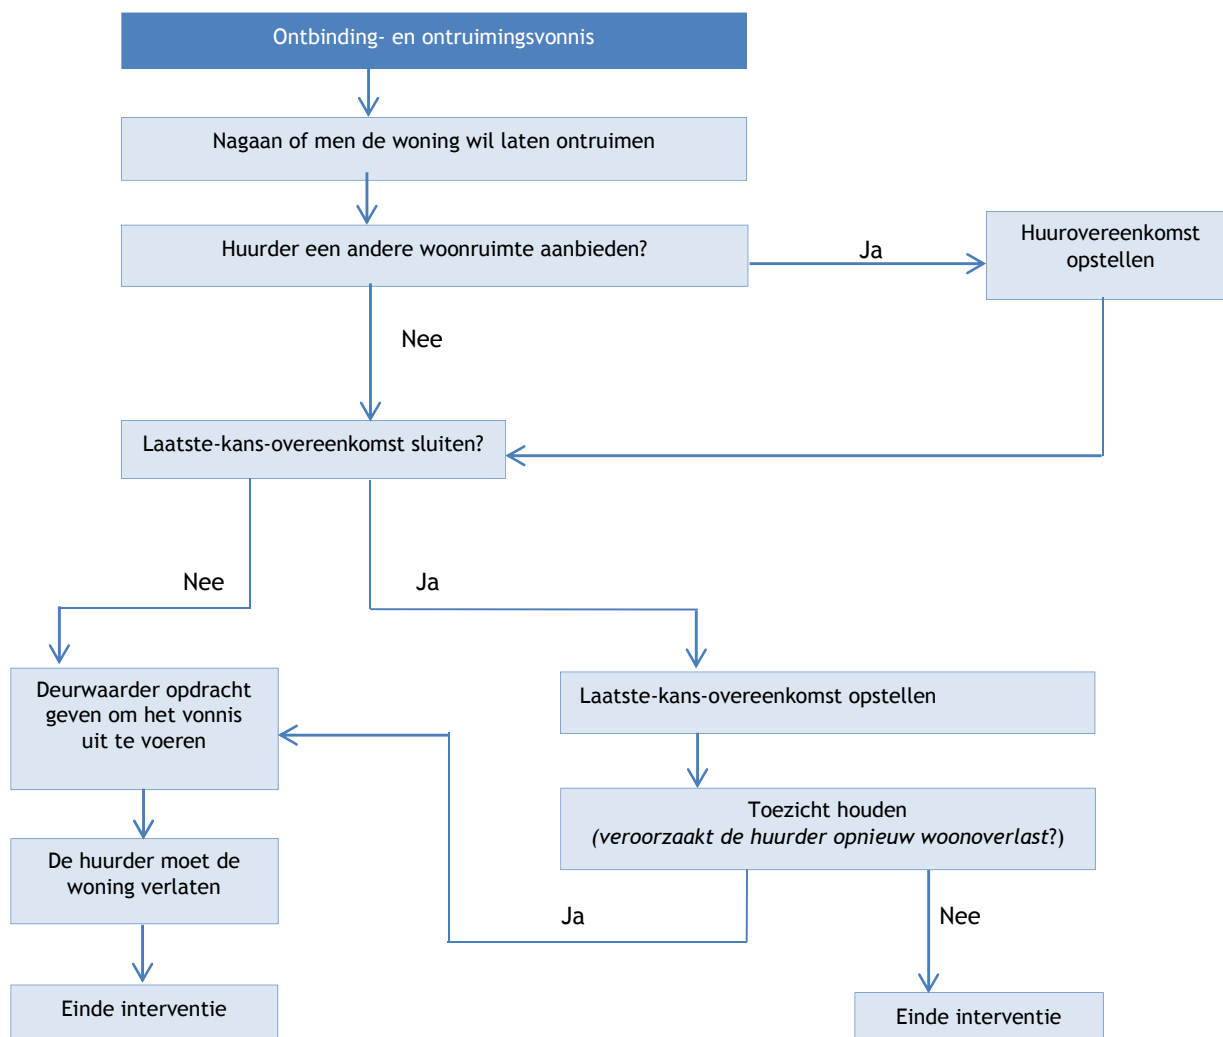 Ontbinding- en ontruimingsvonnis
Nagaan of men de woning wil laten ontruimen
Huurder een andere woonruimte aanbieden?
Ja
Huurovereenkomst
opstellen
Nee
Laatste-kans-overeenkomst sluiten?
Nee
Ja
Deurwaarder opdracht
geven om het vonnis
uit te voeren
Laatste-kans-overeenkomst opstellen
Toezicht houden
(veroorzaakt de huurder opnieuw woonoverlast?)
De huurder moet de
woning verlaten
Ja
Nee
Einde interventie
Einde interventie